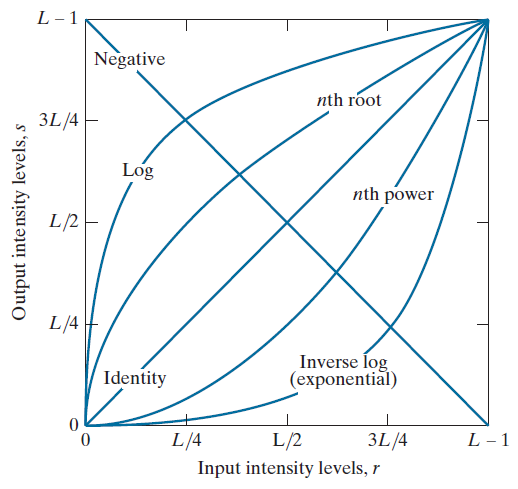 L – 1
Negative
nth root
3L/4
Log
nth power
L/2
Output intensity levels, s
L/4
Inverse log
(exponential)
Identity
0
0
L/4
L/2
3L/4
L – 1
Input intensity levels, r